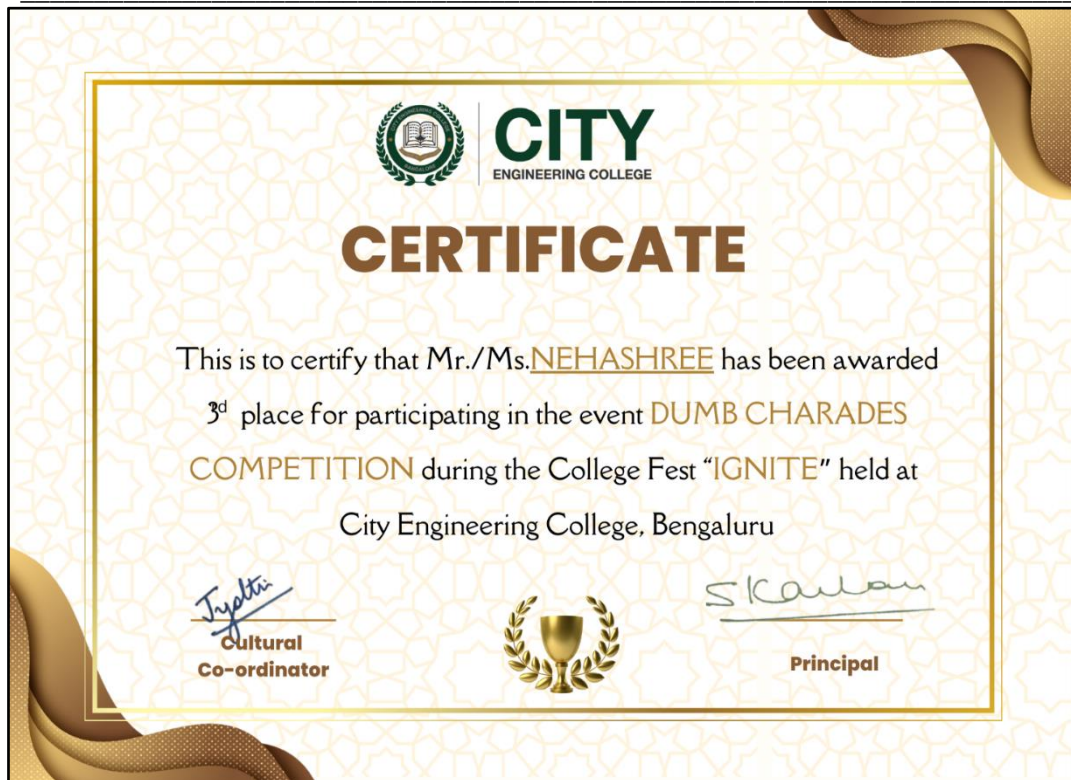 CITY
ENGINEERING COLLEGE
CERTIFICATE
This is to certify that Mr./Ms.NEHASHREE has been awarded
3d place for participating in the event DUMB CHARADES
COMPETITION during the College Fest “IGNITE” held at
City Engineering College, Bengaluru
Cultural
Co-ordinator
Principal